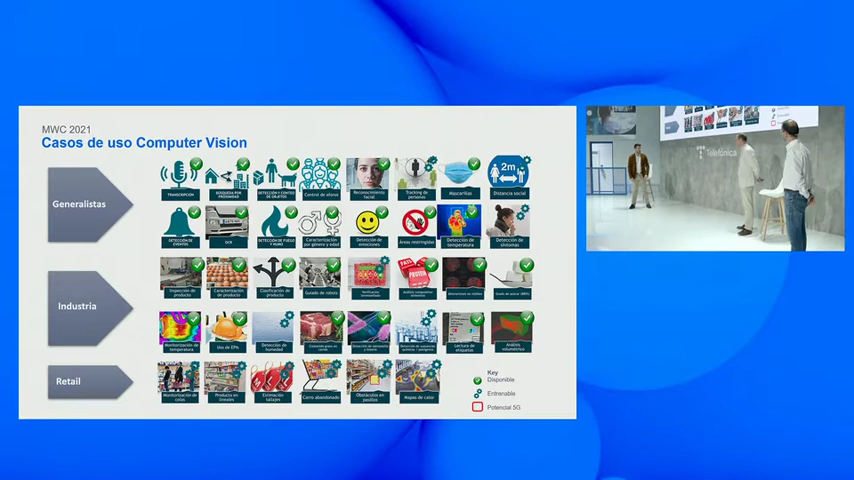 MWC 2021
Casos de uso Computer Vision
Generalistas
TRANSCRIPCIÓN
BÚSQUEDA POR PROXIMIDAD
DETECCIÓN Y CONTEO DE OBJETOS
Control de aforo
Reconocimiento facial
Tracking de personas
Mascarillas
2m
Distancia social
DETECCIÓN DE EVENTOS
OCR
DETECCIÓN DE FUEGO Y HUMO
Caracterización por género y edad
Detección de emociones
Áreas restringidas
Detección de temperatura
Detección de síntomas
Industria
Inspección de producto
Caracterización de producto
Clasificación de producto
Guiado de robots
PROTEIN
Monitorización de temperatura
Uso de EPIs
Detección de humedad
Lectura de etiquetas
Análisis volumétrico
Retail
Monitorización de colas
Producto en lineales
Estimación tallajes
Carro abandonado
Obstáculos en pasillos
Mapas de calor
Key
Disponible
Entrenable
Potencial 5G
Telefónica